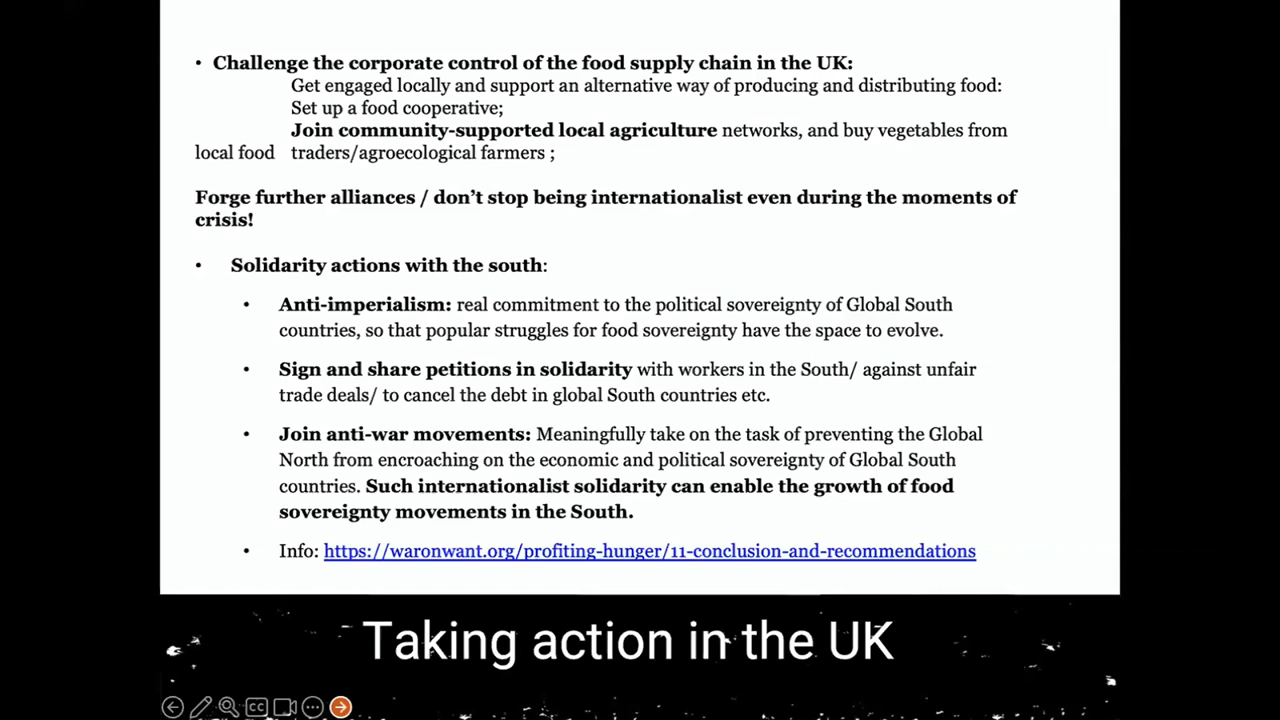 • Challenge the corporate control of the food supply chain in the UK:
Get engaged locally and support an alternative way of producing and distributing food:
Set up a food cooperative;
Join community-supported local agriculture networks, and buy vegetables from
local food traders/agroecological farmers ;
Forge further alliances / don’t stop being internationalist even during the moments of
crisis!
• Solidarity actions with the south:
• Anti-imperialism: real commitment to the political sovereignty of Global South
countries, so that popular struggles for food sovereignty have the space to evolve.
• Sign and share petitions in solidarity with workers in the South/ against unfair
trade deals/ to cancel the debt in global South countries etc.
• Join anti-war movements: Meaningfully take on the task of preventing the Global
North from encroaching on the economic and political sovereignty of Global South
countries. Such internationalist solidarity can enable the growth of food
sovereignty movements in the South.
• Info: https://waronwant.org/profiting-hunger/11-conclusion-and-recommendations
Taking action in the UK
CC